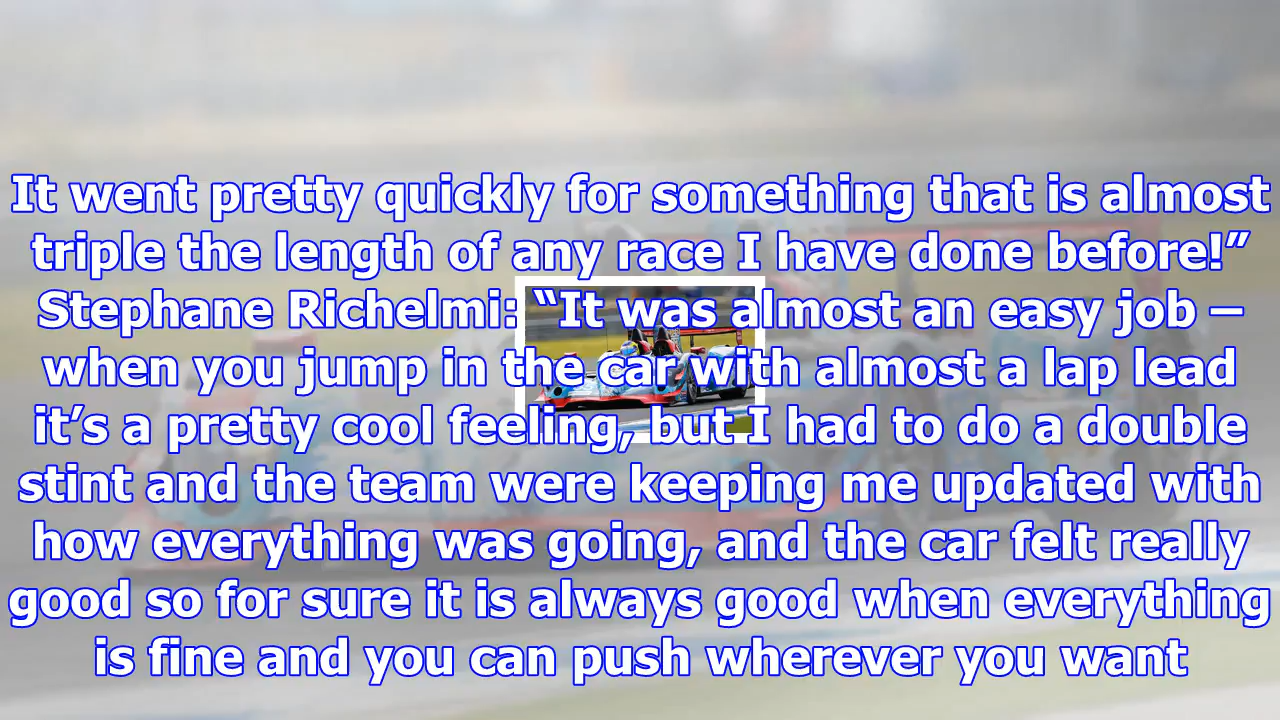 It went pretty quickly for something that is almost
triple the length of any race I have done before!”
Stephane Richelmi: “It was almost an easy job –
when you jump in the car with almost a lap lead
it’s a pretty cool feeling, but I had to do a double
stint and the team were keeping me updated with
how everything was going, and the car felt really
good so for sure it is always good when everything
is fine and you can push wherever you want